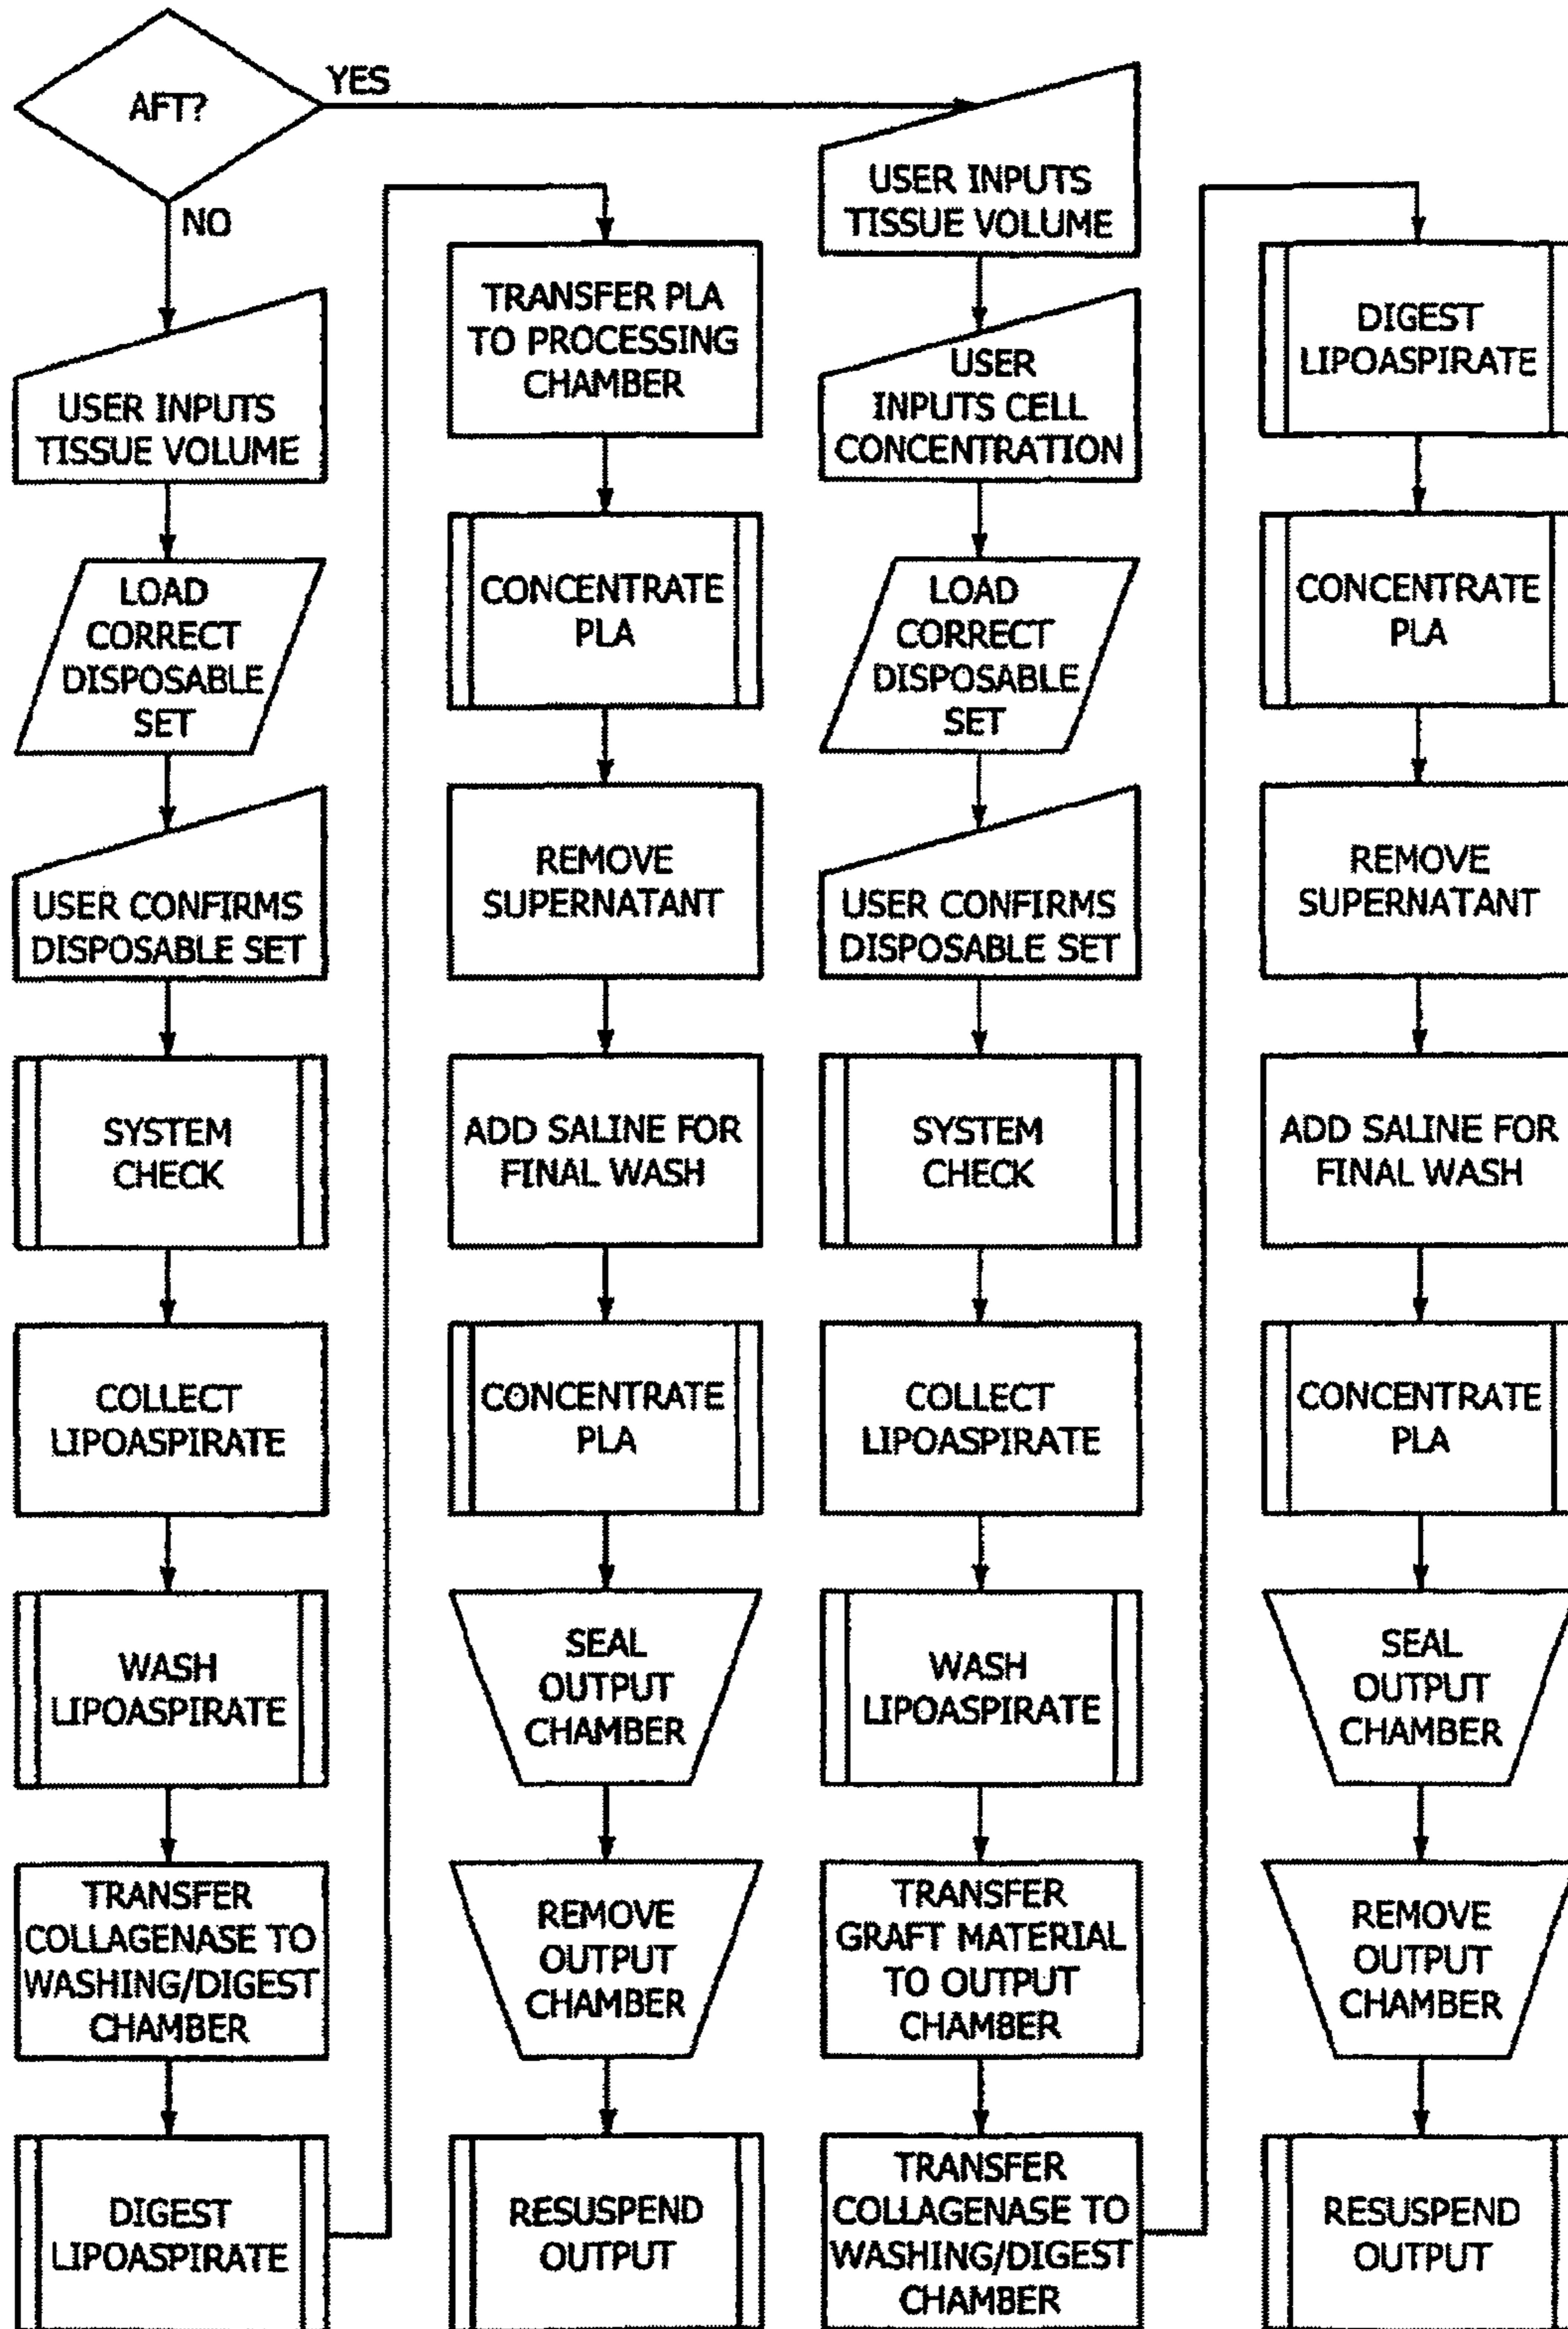 AFT?
YES
NO
USER INPUTS
TISSUE VOLUME
LOAD
CORRECT
DISPOSABLE
SET
USER CONFIRMS
DISPOSABLE SET
SYSTEM
CHECK
COLLECT
LIPOASPIRATE
WASH
LIPOASPIRATE
TRANSFER
COLLAGENASE TO
WASHING/DIGEST
CHAMBER
DIGEST
LIPOASPIRATE
TRANSFER PLA
TO PROCESSING
CHAMBER
CONCENTRATE
PLA
REMOVE
SUPERNATANT
ADD SALINE FOR
FINAL WASH
CONCENTRATE
PLA
SEAL
OUTPUT
CHAMBER
REMOVE
OUTPUT
CHAMBER
RESUSPEND
OUTPUT
USER INPUTS
TISSUE VOLUME
USER
INPUTS CELL
CONCENTRATION
LOAD
CORRECT
DISPOSABLE
SET
USER CONFIRMS
DISPOSABLE SET
SYSTEM
CHECK
COLLECT
LIPOASPIRATE
WASH
LIPOASPIRATE
TRANSFER
GRAFT MATERIAL
TO OUTPUT
CHAMBER
TRANSFER
COLLAGENASE TO
WASHING/DIGEST
CHAMBER
DIGEST
LIPOASPIRATE
CONCENTRATE
PLA
REMOVE
SUPERNATANT
ADD SALINE FOR
FINAL WASH
CONCENTRATE
PLA
SEAL
OUTPUT
CHAMBER
REMOVE
OUTPUT
CHAMBER
RESUSPEND
OUTPUT